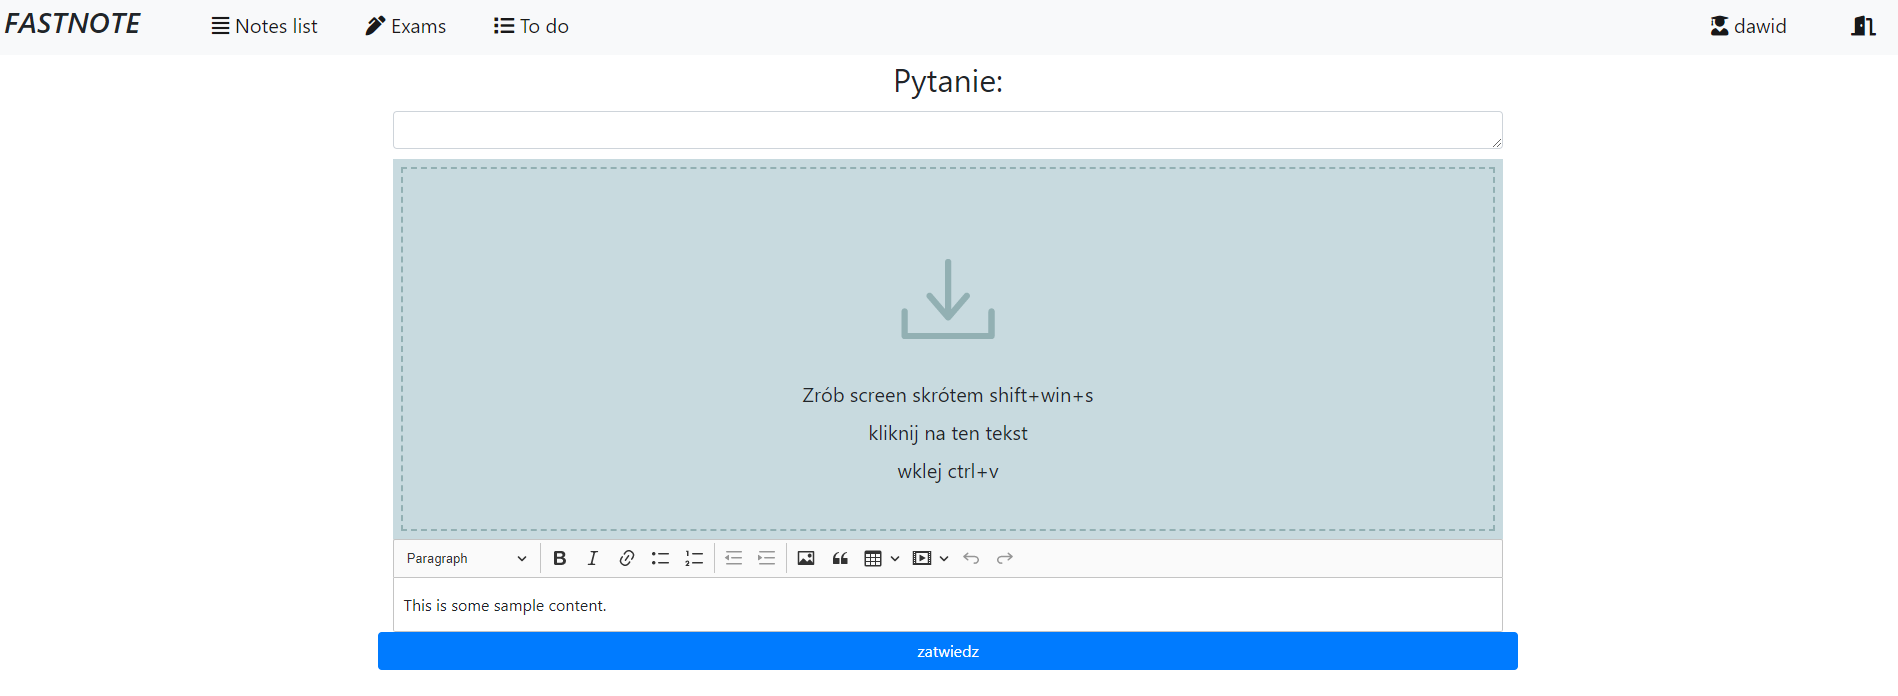 FASTNOTE Notes list Exams To do dawid
Pytanie:
Zrób screen skrótem shift+win+s
kliknij na ten tekst
wklej ctrl+v
Paragraph B I
This is some sample content.
zatwiedz